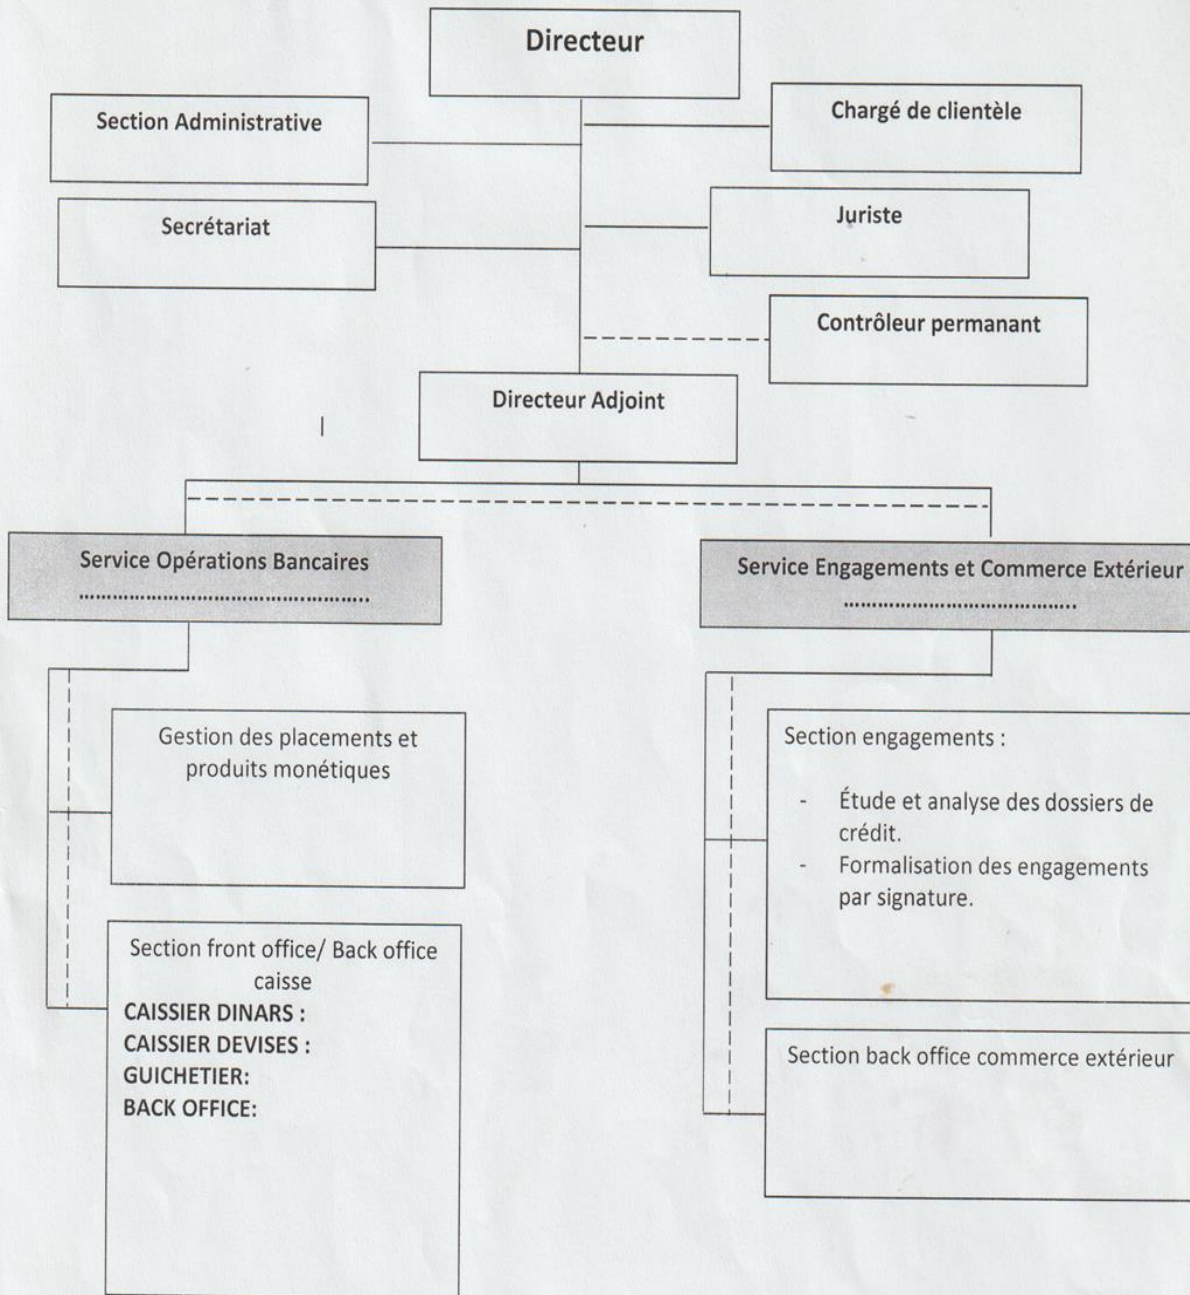 Directeur
Section Administrative
Chargé de clientèle
Secrétariat
Juriste
Contrôleur permanant
Directeur Adjoint
Service Opérations Bancaires
....................................................
Service Engagements et Commerce Extérieur
..........................................
Gestion des placements et
produits monétiques
Section front office/ Back office
caisse
CAISSIER DINARS :
CAISSIER DEVISES :
GUICHETIER:
BACK OFFICE:
Section engagements :
- Étude et analyse des dossiers de
crédit.
- Formalisation des engagements
par signature.
Section back office commerce extérieur